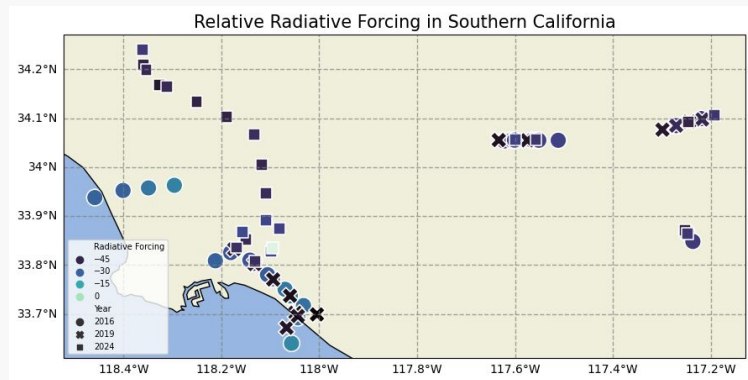 Relative Radiative Forcing in Southern California
34.2°N
34.1°N
34°N
33.9°N
33.8°N
33.7°N
Radiative Forcing
−45
−30
−15
0
Year
2016
2019
2024
118.4°W 118.2°W 118°W 117.8°W 117.6°W 117.4°W 117.2°W